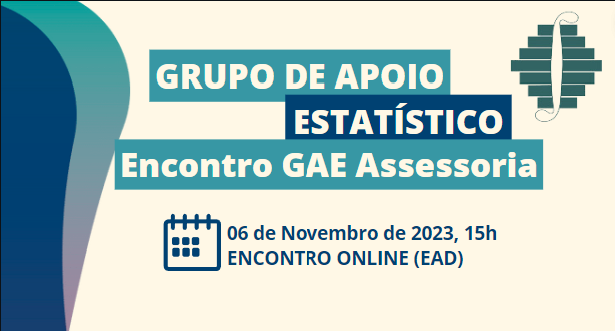 GRUPO DE APOIO
ESTATÍSTICO
Encontro GAE Assessoria
06 de Novembro de 2023, 15h
ENCONTRO ONLINE (EAD)